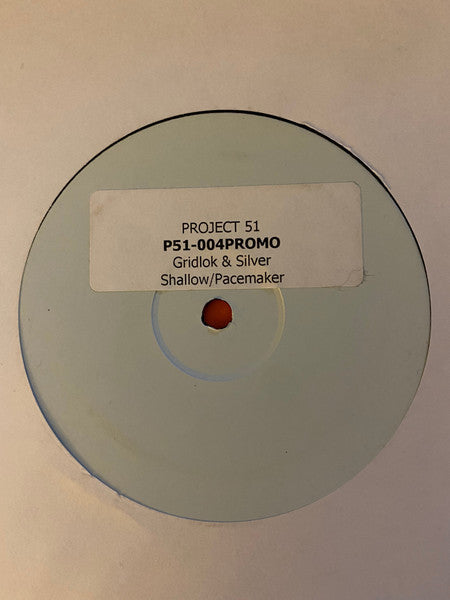 PROJECT 51
P51-004PROMO
Gridlok & Silver
Shallow/Pacemaker